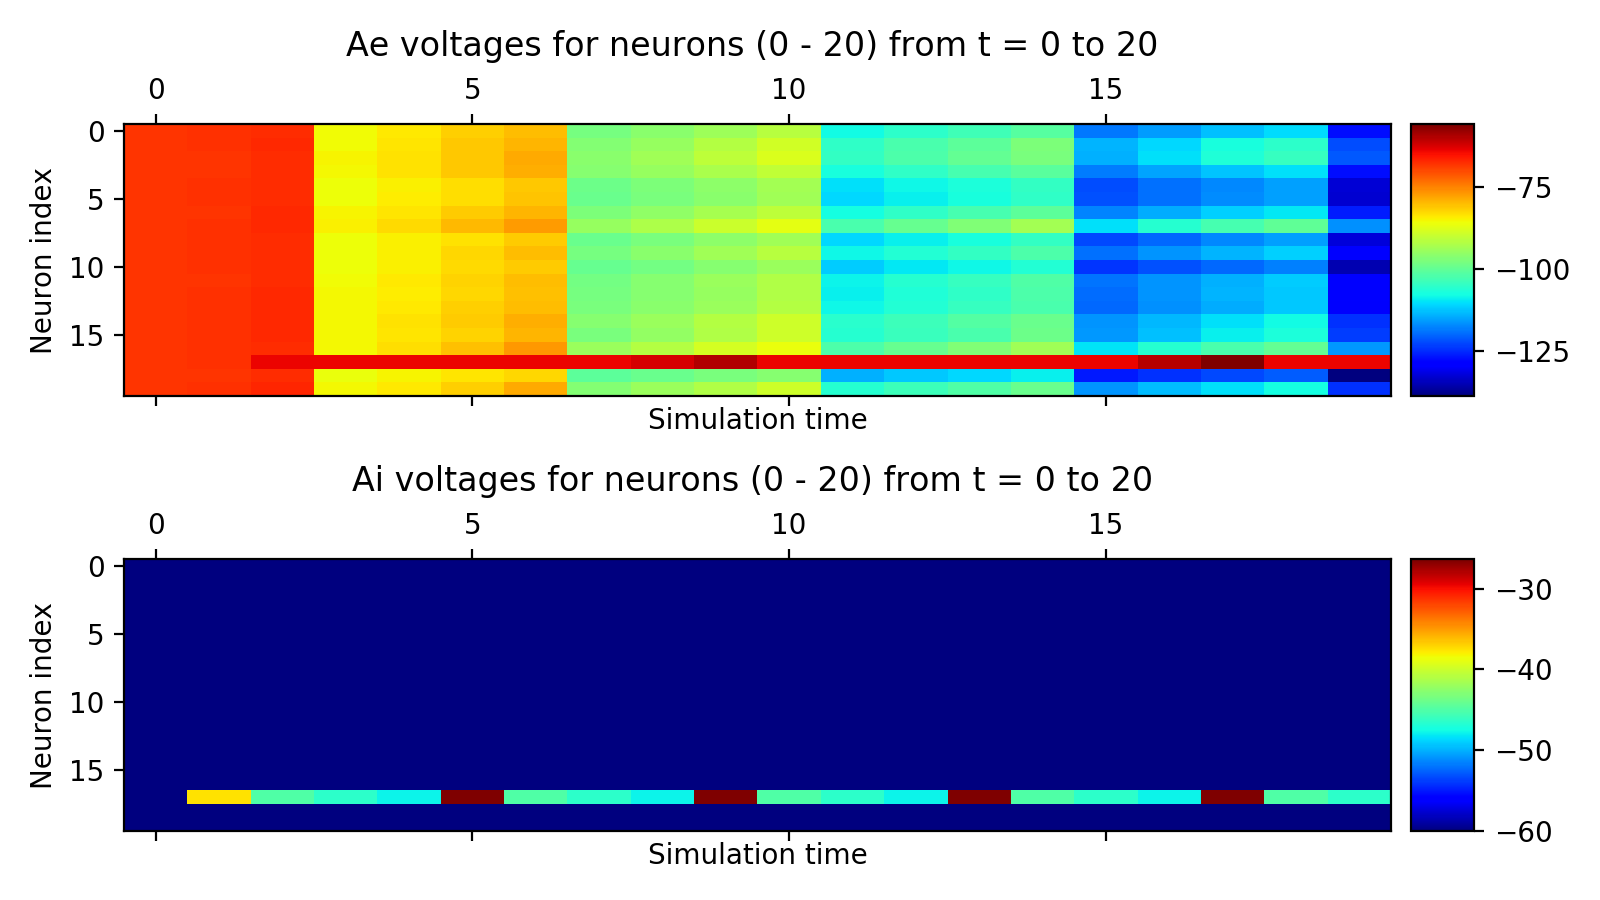 Ae voltages for neurons (0 - 20) from t = 0 to 20
0 5 10 15
Neuron index
0
5
10
15
Simulation time
−75
−100
−125
Ai voltages for neurons (0 - 20) from t = 0 to 20
0 5 10 15
Neuron index
0
5
10
15
Simulation time
−30
−40
−50
−60